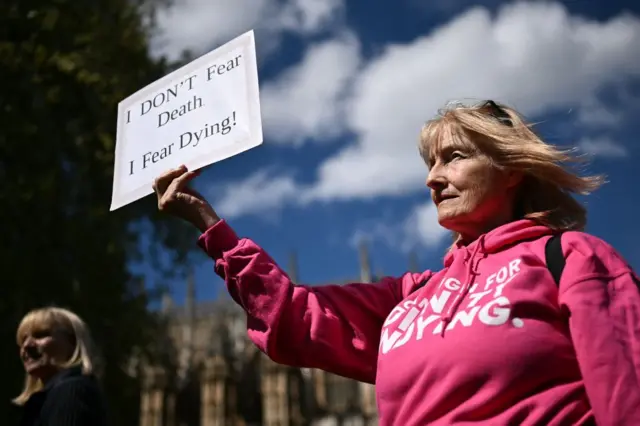 I DON'T Fear
Death.
I Fear Dying!
FOR
DYING.